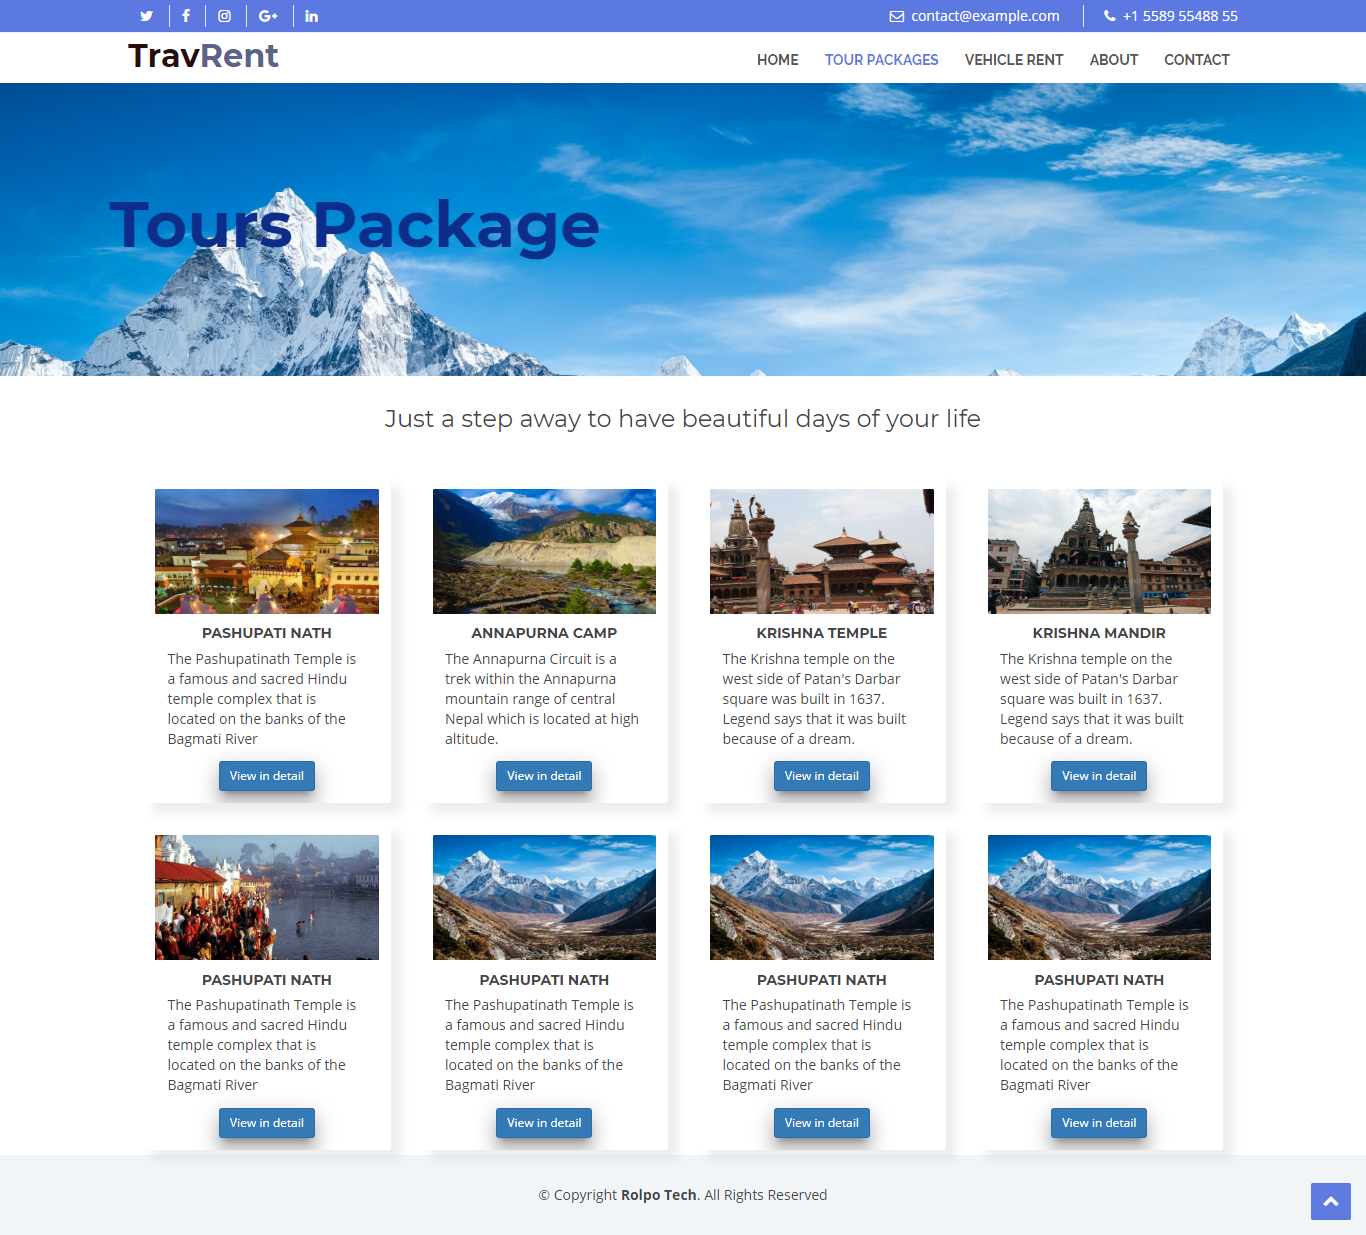 contact@example.com
+1 5589 55488 55
TravRent
HOME TOUR PACKAGES VEHICLE RENT ABOUT CONTACT
Tours Package
Just a step away to have beautiful days of your life
PASHUPATI NATH
The Pashupatinath Temple is
a famous and sacred Hindu
temple complex that is
located on the banks of the
Bagmati River
View in detail
ANNAPURNA CAMP
The Annapurna Circuit is a
trek within the Annapurna
mountain range of central
Nepal which is located at high
altitude.
View in detail
KRISHNA TEMPLE
The Krishna temple on the
west side of Patan's Darbar
square was built in 1637.
Legend says that it was built
because of a dream.
View in detail
KRISHNA MANDIR
The Krishna temple on the
west side of Patan's Darbar
square was built in 1637.
Legend says that it was built
because of a dream.
View in detail
PASHUPATI NATH
The Pashupatinath Temple is
a famous and sacred Hindu
temple complex that is
located on the banks of the
Bagmati River
View in detail
PASHUPATI NATH
The Pashupatinath Temple is
a famous and sacred Hindu
temple complex that is
located on the banks of the
Bagmati River
View in detail
PASHUPATI NATH
The Pashupatinath Temple is
a famous and sacred Hindu
temple complex that is
located on the banks of the
Bagmati River
View in detail
PASHUPATI NATH
The Pashupatinath Temple is
a famous and sacred Hindu
temple complex that is
located on the banks of the
Bagmati River
View in detail
© Copyright Rolpo Tech. All Rights Reserved